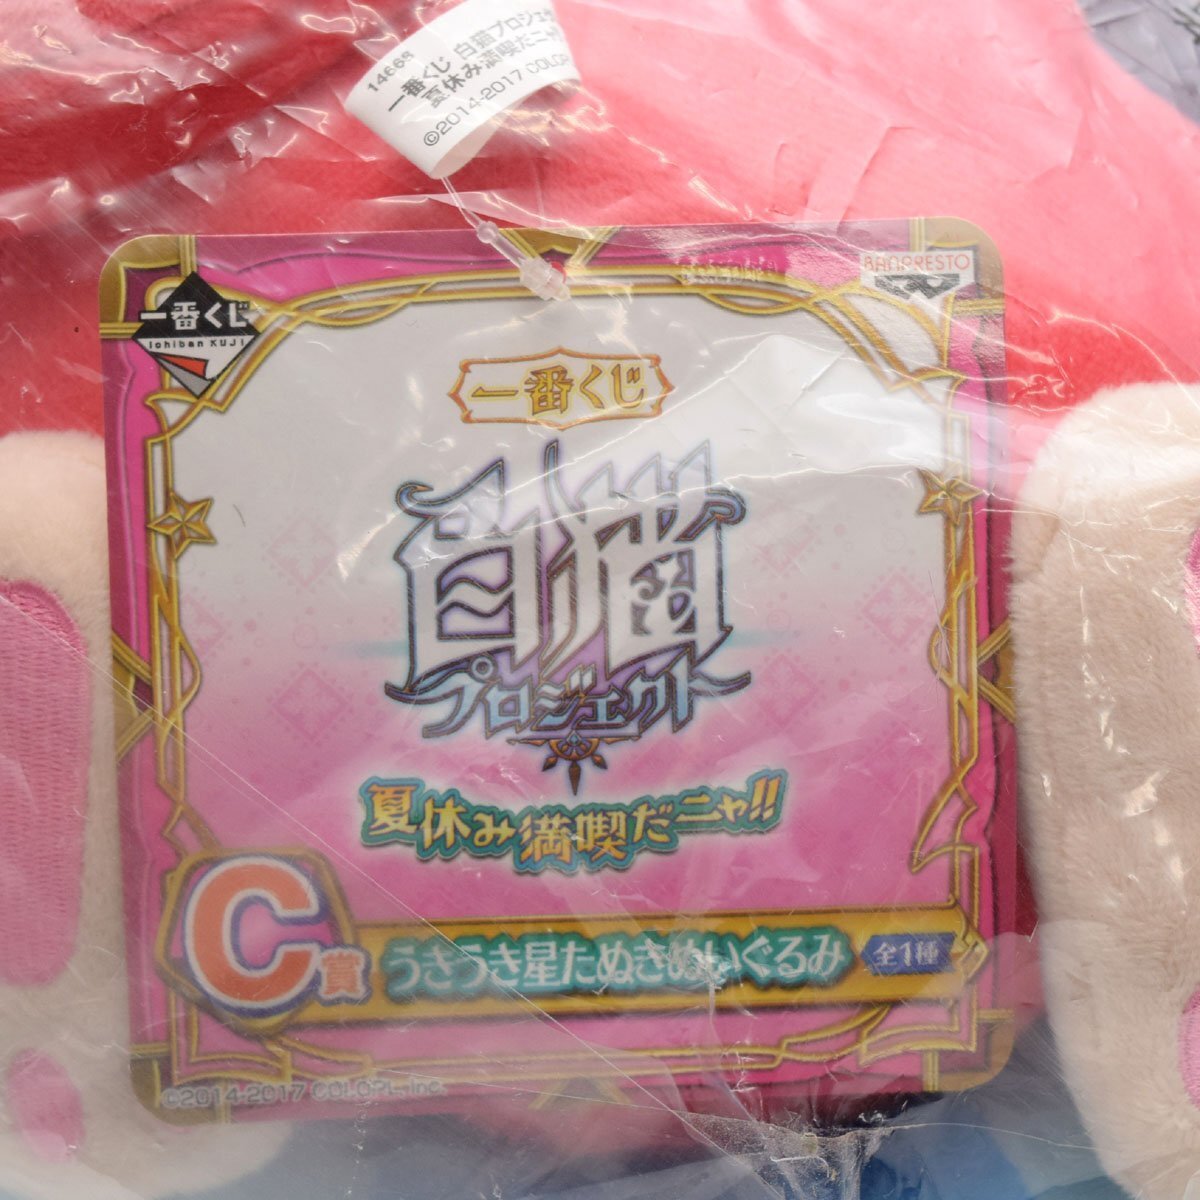 14668
一番くじ 白猫プロジェ
夏休み満喫だニャ
©2014-2017 COLOP
一番くじ
Ichiban KUJI
BANPRESTO
一番くじ
白猫
プロジェクト
夏休み満喫だニャ!!
C賞
うきうき星たぬきぬいぐるみ
全1種
©2014-2017 COLOPL, Inc.